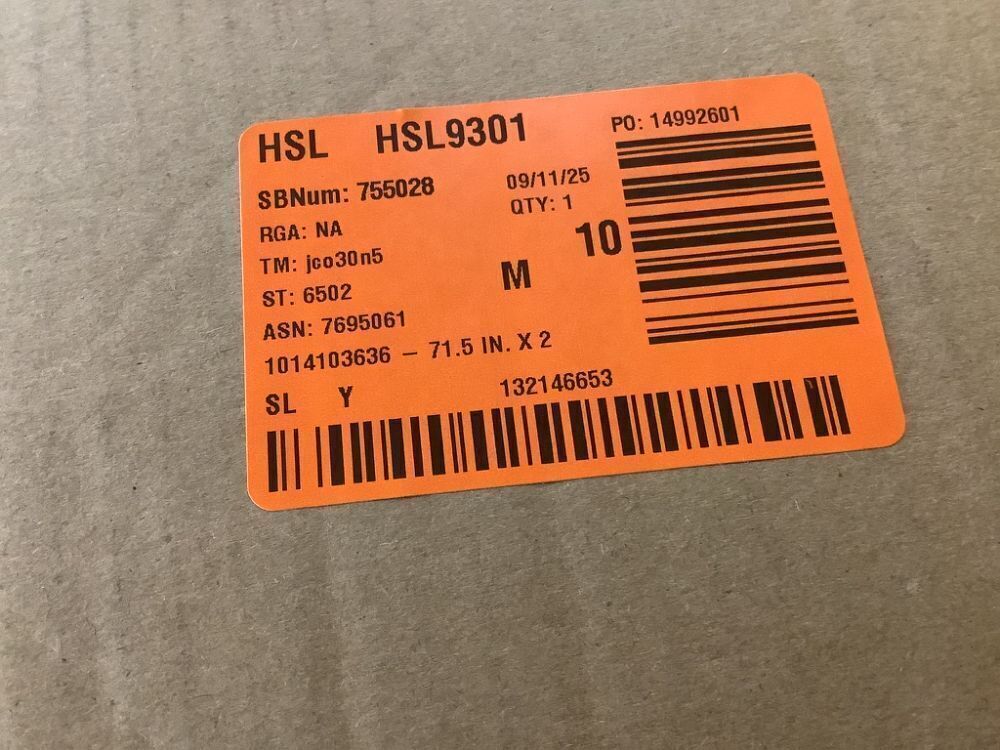 HSL HSL9301
PO: 14992601
SBNum: 755028
09/11/25
RGA: NA
QTY: 1
10
TM: jco30n5
M
ST: 6502
ASN: 7695061
1014103636 – 71.5 IN. X 2
SL Y
132146653